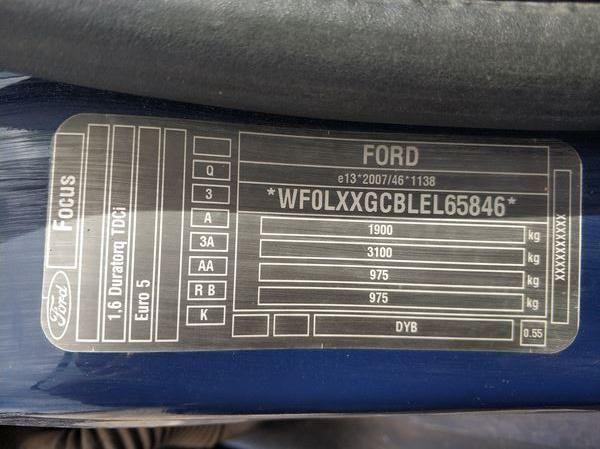 FORD
e13*2007/46*1138
*WF0LXXGCBLEL65846*
1900 kg
3100 kg
975 kg
975 kg
DYB
0.55
XXXXXXXXXX
Q
3
A
3A
AA
R B
K
Focus
1.6 Duratorq TDCi
Euro 5
Ford